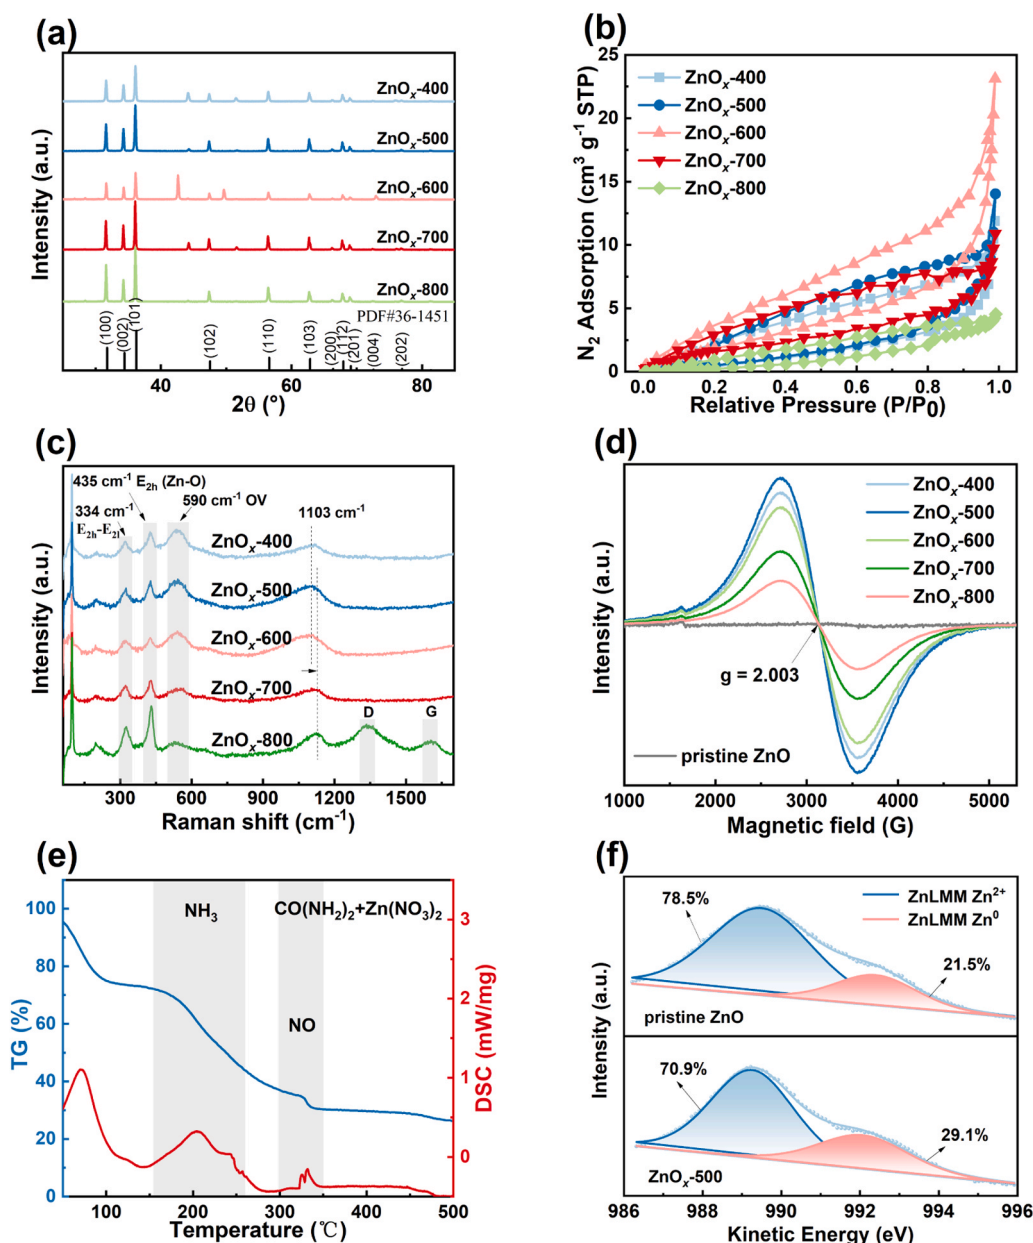 (a)
ZnOx-400
ZnOx-500
ZnOx-600
ZnOx-700
ZnOx-800
PDF#36-1451
(100)
(002)
(101)
(102)
(110)
(103)
(200)
(112)
(201)
(004)
(202)
40 60 80
2θ (°)
Intensity (a.u.)
(b)
ZnOx-400
ZnOx-500
ZnOx-600
ZnOx-700
ZnOx-800
25
20
15
10
5
0
0.0 0.2 0.4 0.6 0.8 1.0
Relative Pressure (P/P0)
N2 Adsorption (cm³ g⁻¹ STP)
(c)
435 cm⁻¹ E2h (Zn-O)
334 cm⁻¹
E2h-E2l
590 cm⁻¹ OV
1103 cm⁻¹
ZnOx-400
ZnOx-500
ZnOx-600
ZnOx-700
ZnOx-800
D G
300 600 900 1200 1500
Raman shift (cm⁻¹)
Intensity (a.u.)
(d)
ZnOx-400
ZnOx-500
ZnOx-600
ZnOx-700
ZnOx-800
g = 2.003
pristine ZnO
1000 2000 3000 4000 5000
Magnetic field (G)
Intensity (a.u.)
(e)
NH3
CO(NH2)2+Zn(NO3)2
NO
100
80
60
40
20
0
TG (%)
3
2
1
0
DSC (mW/mg)
100 200 300 400 500
Temperature (℃)
(f)
ZnLMM Zn²⁺
ZnLMM Zn⁰
78.5%
21.5%
pristine ZnO
70.9%
29.1%
ZnOx-500
986 988 990 992 994 996
Kinetic Energy (eV)
Intensity (a.u.)